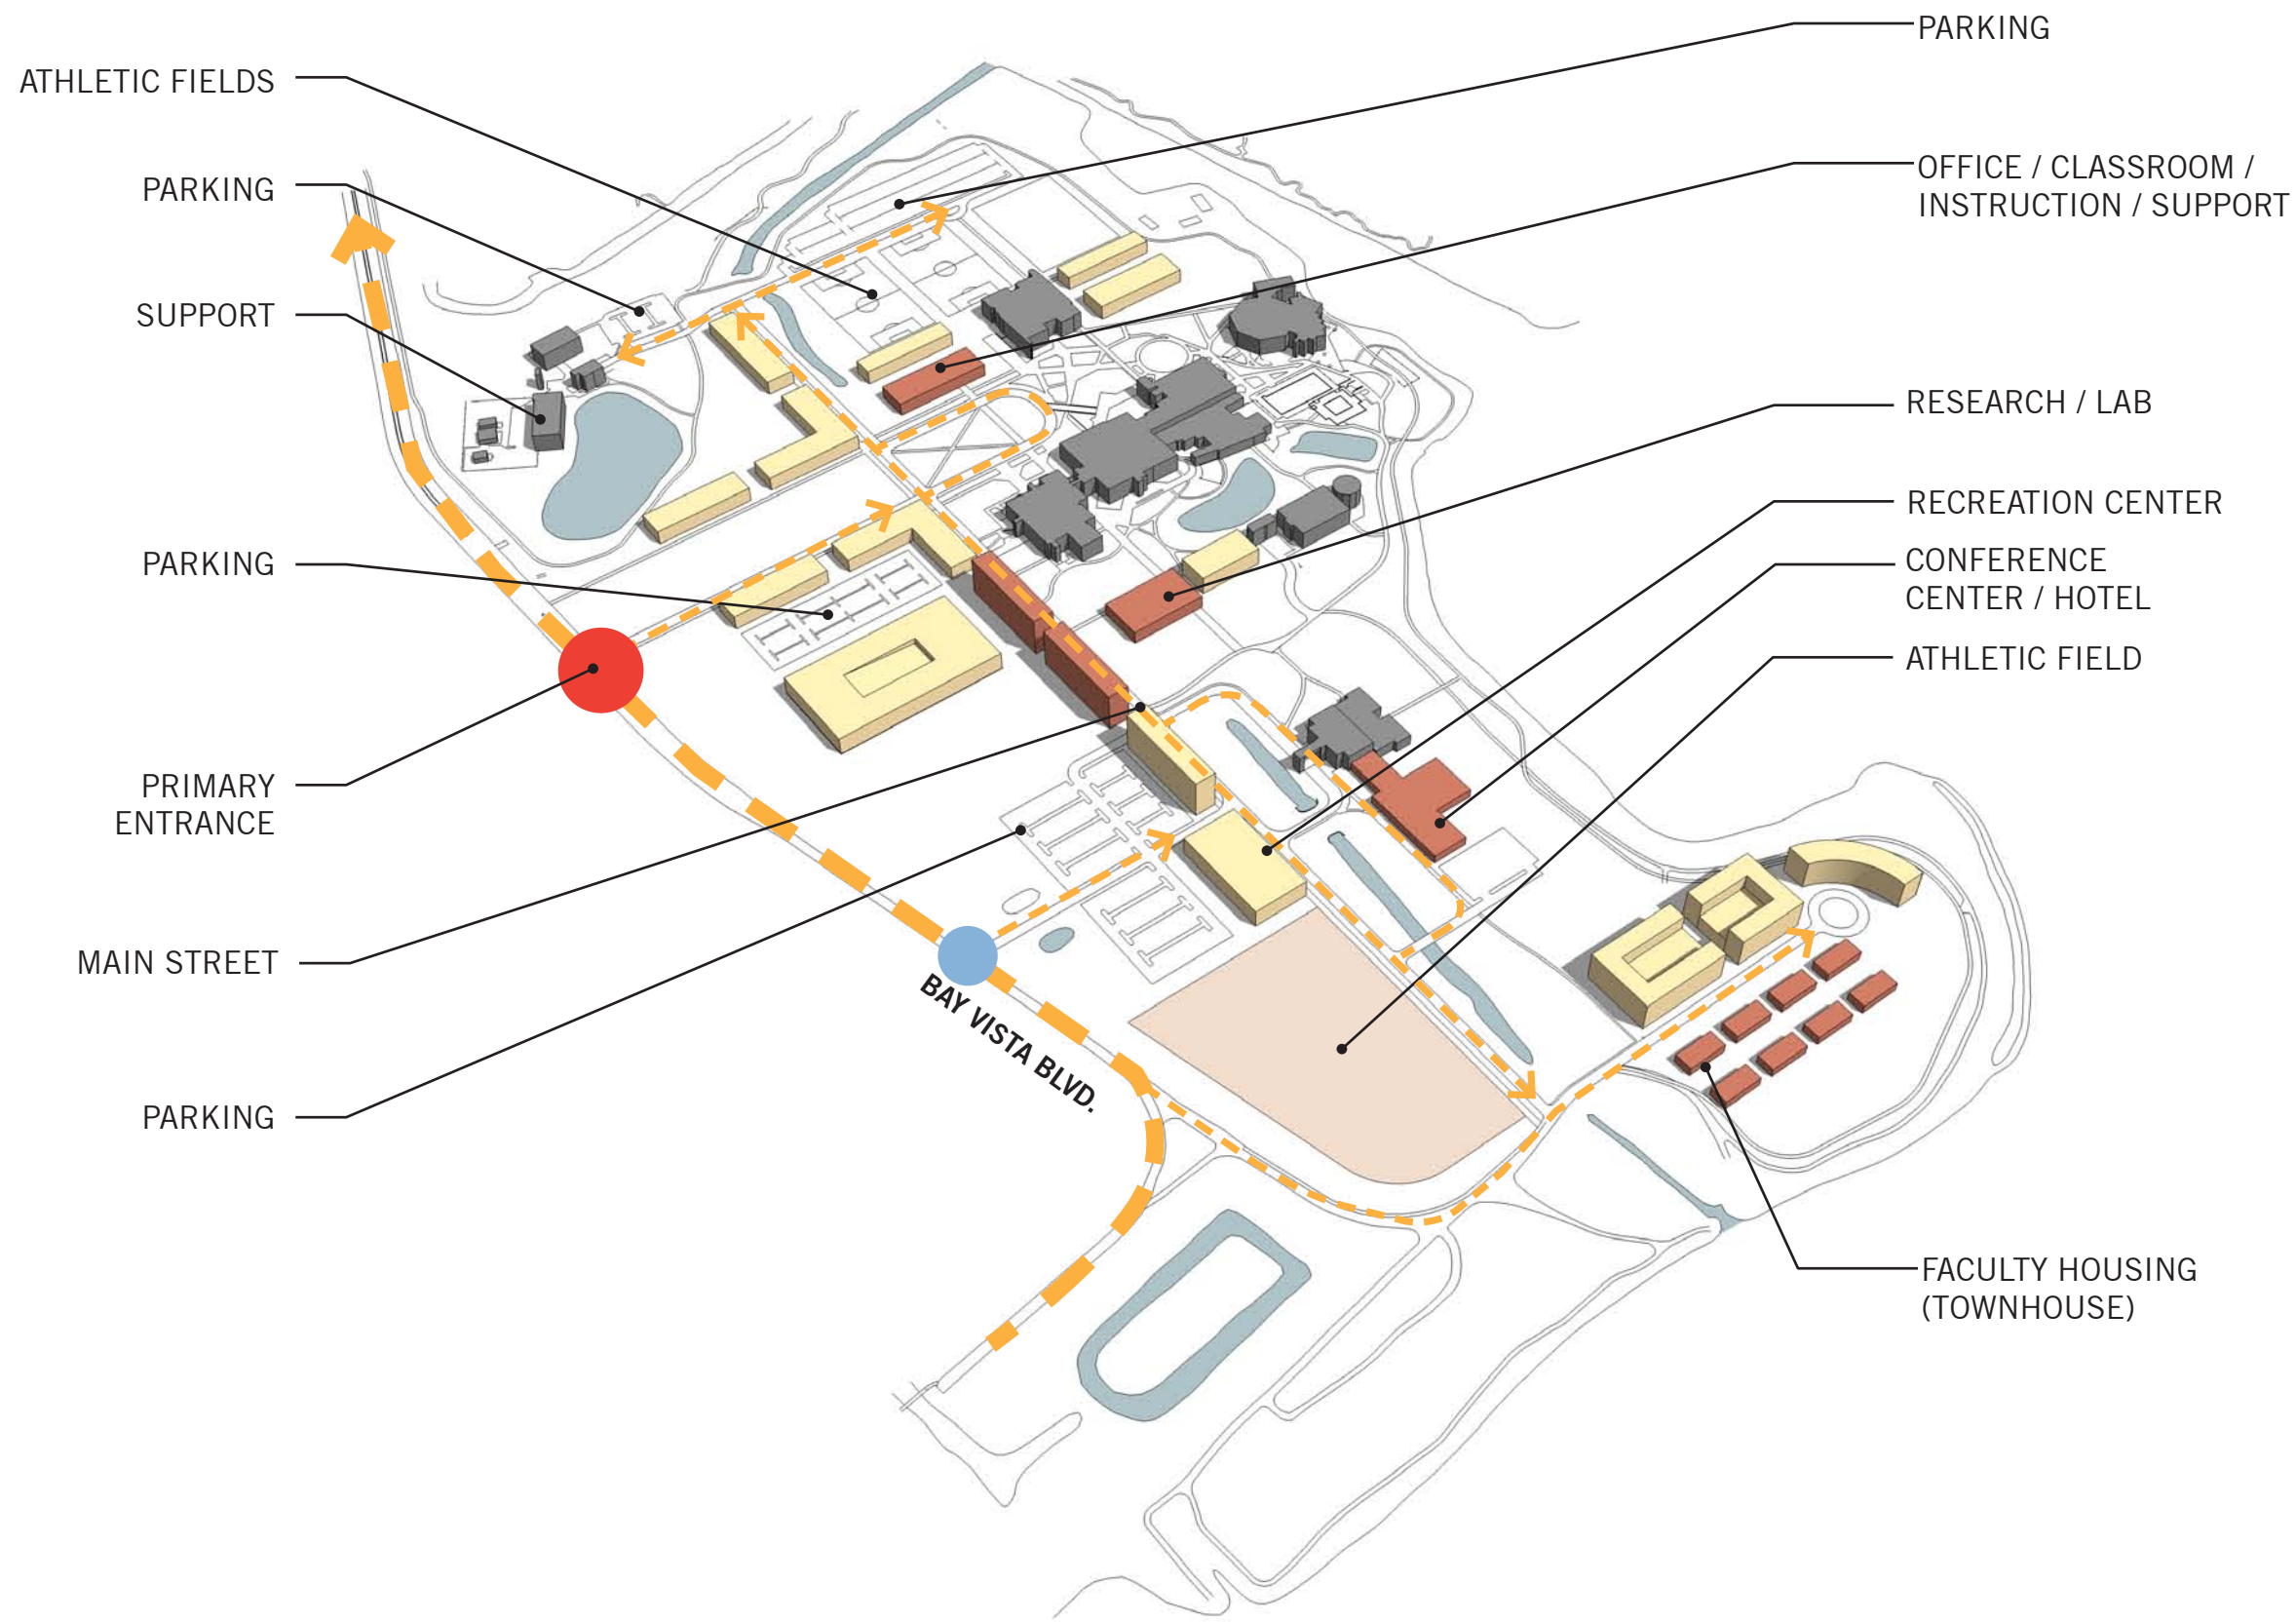 ATHLETIC FIELDS
PARKING
SUPPORT
PARKING
PRIMARY
ENTRANCE
MAIN STREET
PARKING
PARKING
OFFICE / CLASSROOM /
INSTRUCTION / SUPPORT
RESEARCH / LAB
RECREATION CENTER
CONFERENCE
CENTER / HOTEL
ATHLETIC FIELD
FACULTY HOUSING
(TOWNHOUSE)
BAY VISTA BLVD.